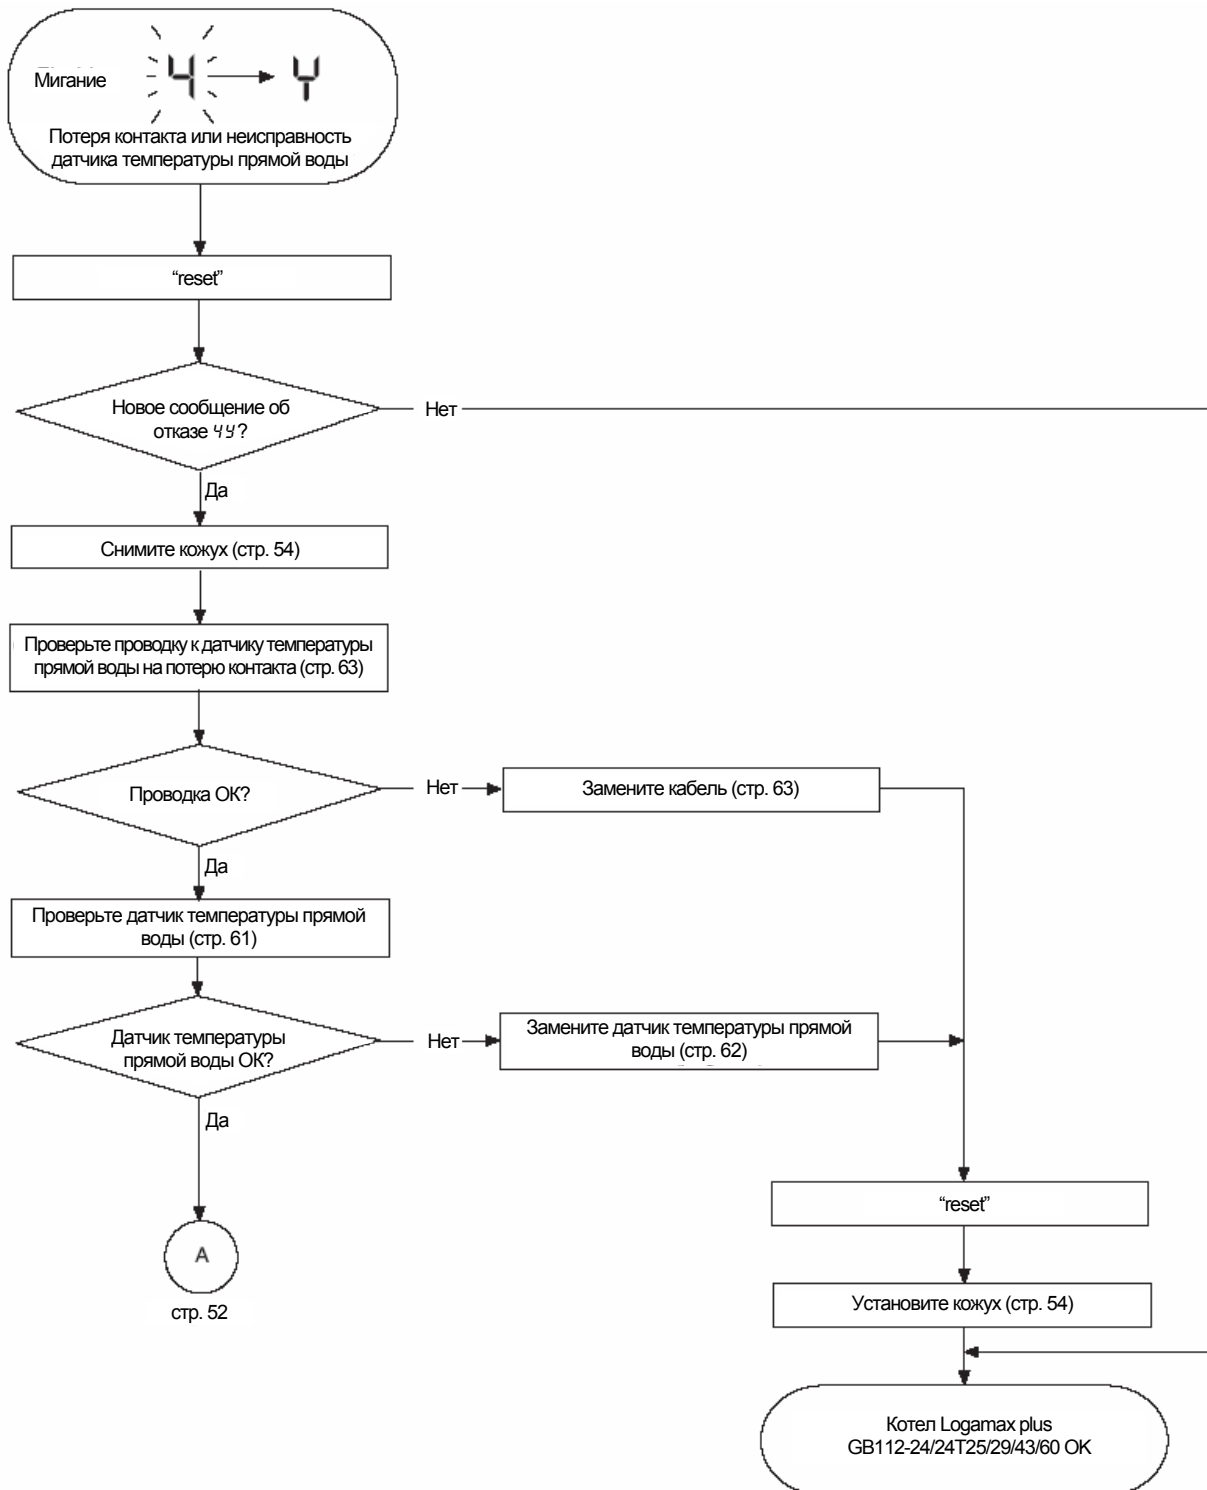 Мигание
4
Y
Потеря контакта или неисправность
датчика температуры прямой воды
“reset”
Новое сообщение об
отказе 4Y?
Нет
Да
Снимите кожух (стр. 54)
Проверьте проводку к датчику температуры
прямой воды на потерю контакта (стр. 63)
Проводка ОК?
Нет
Замените кабель (стр. 63)
Да
Проверьте датчик температуры прямой
воды (стр. 61)
Датчик температуры
прямой воды ОК?
Нет
Замените датчик температуры прямой
воды (стр. 62)
Да
“reset”
A
стр. 52
Установите кожух (стр. 54)
Котел Logamax plus
GB112-24/24T25/29/43/60 OK